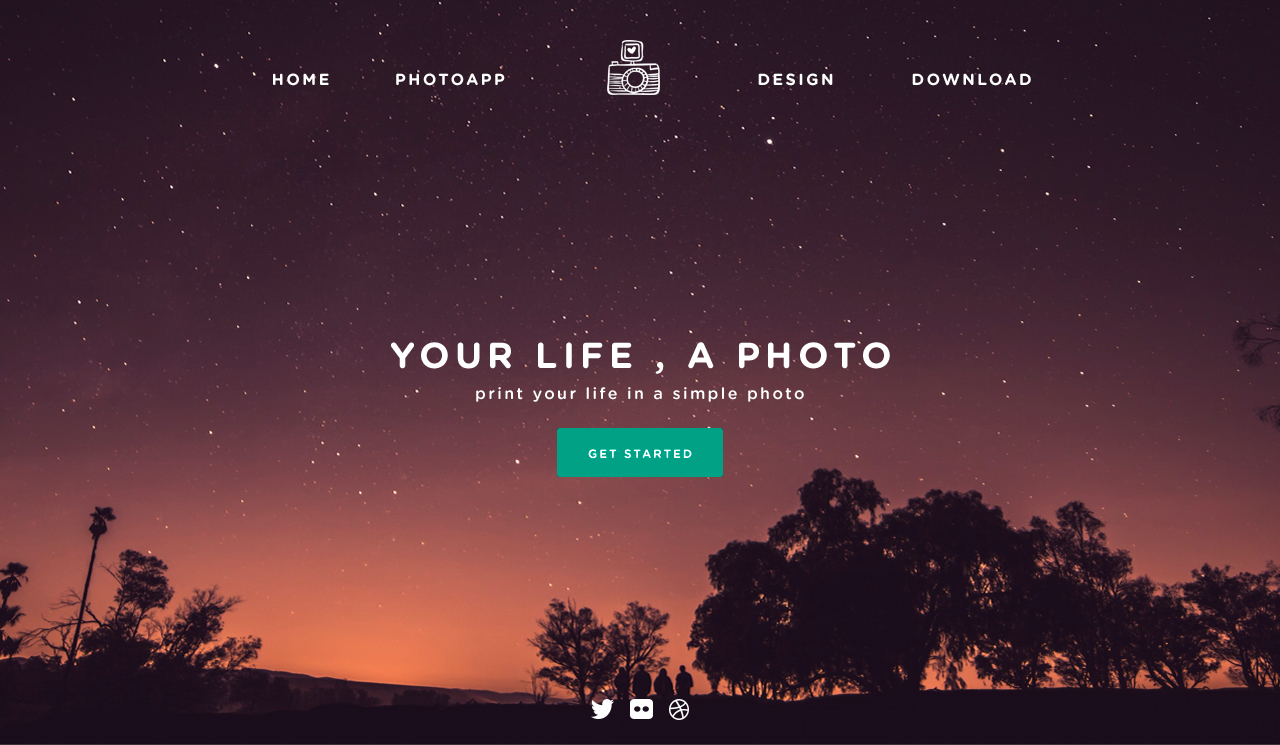 HOME PHOTOAPP DESIGN DOWNLOAD
YOUR LIFE , A PHOTO
print your life in a simple photo
GET STARTED